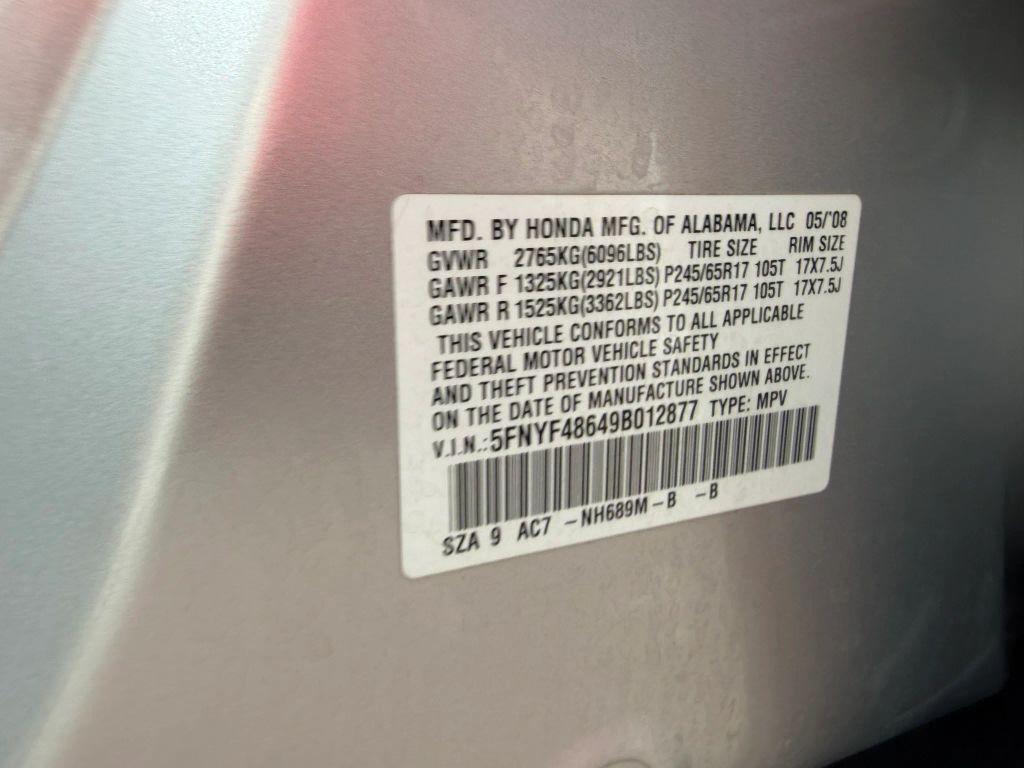 MFD. BY HONDA MFG. OF ALABAMA, LLC 05/'08
GVWR 2765KG(6096LBS) TIRE SIZE RIM SIZE
GAWR F 1325KG(2921LBS) P245/65R17 105T 17X7.5J
GAWR R 1525KG(3362LBS) P245/65R17 105T 17X7.5J
THIS VEHICLE CONFORMS TO ALL APPLICABLE
FEDERAL MOTOR VEHICLE SAFETY
AND THEFT PREVENTION STANDARDS IN EFFECT
ON THE DATE OF MANUFACTURE SHOWN ABOVE.
V.I.N.:5FNYF48649B012877 TYPE: MPV
SZA 9 AC7 -NH689M-B -B